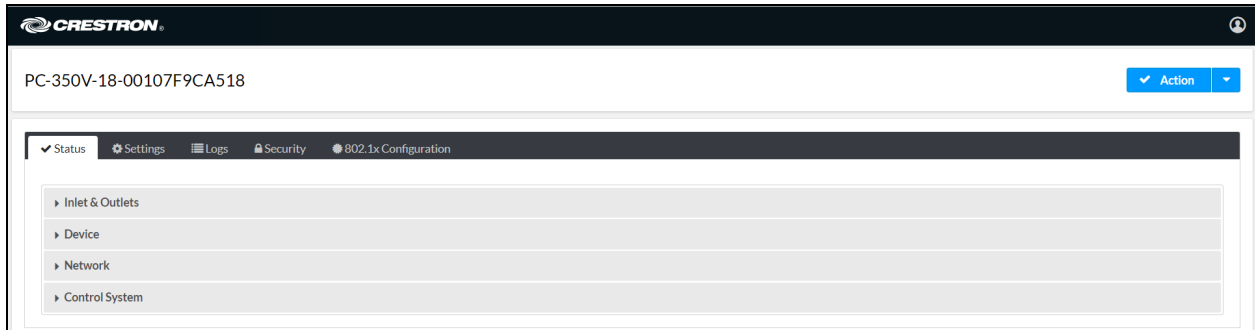 CRESTRON®
PC-350V-18-00107F9CA518
Action
Status Settings Logs Security 802.1x Configuration
Inlet & Outlets
Device
Network
Control System